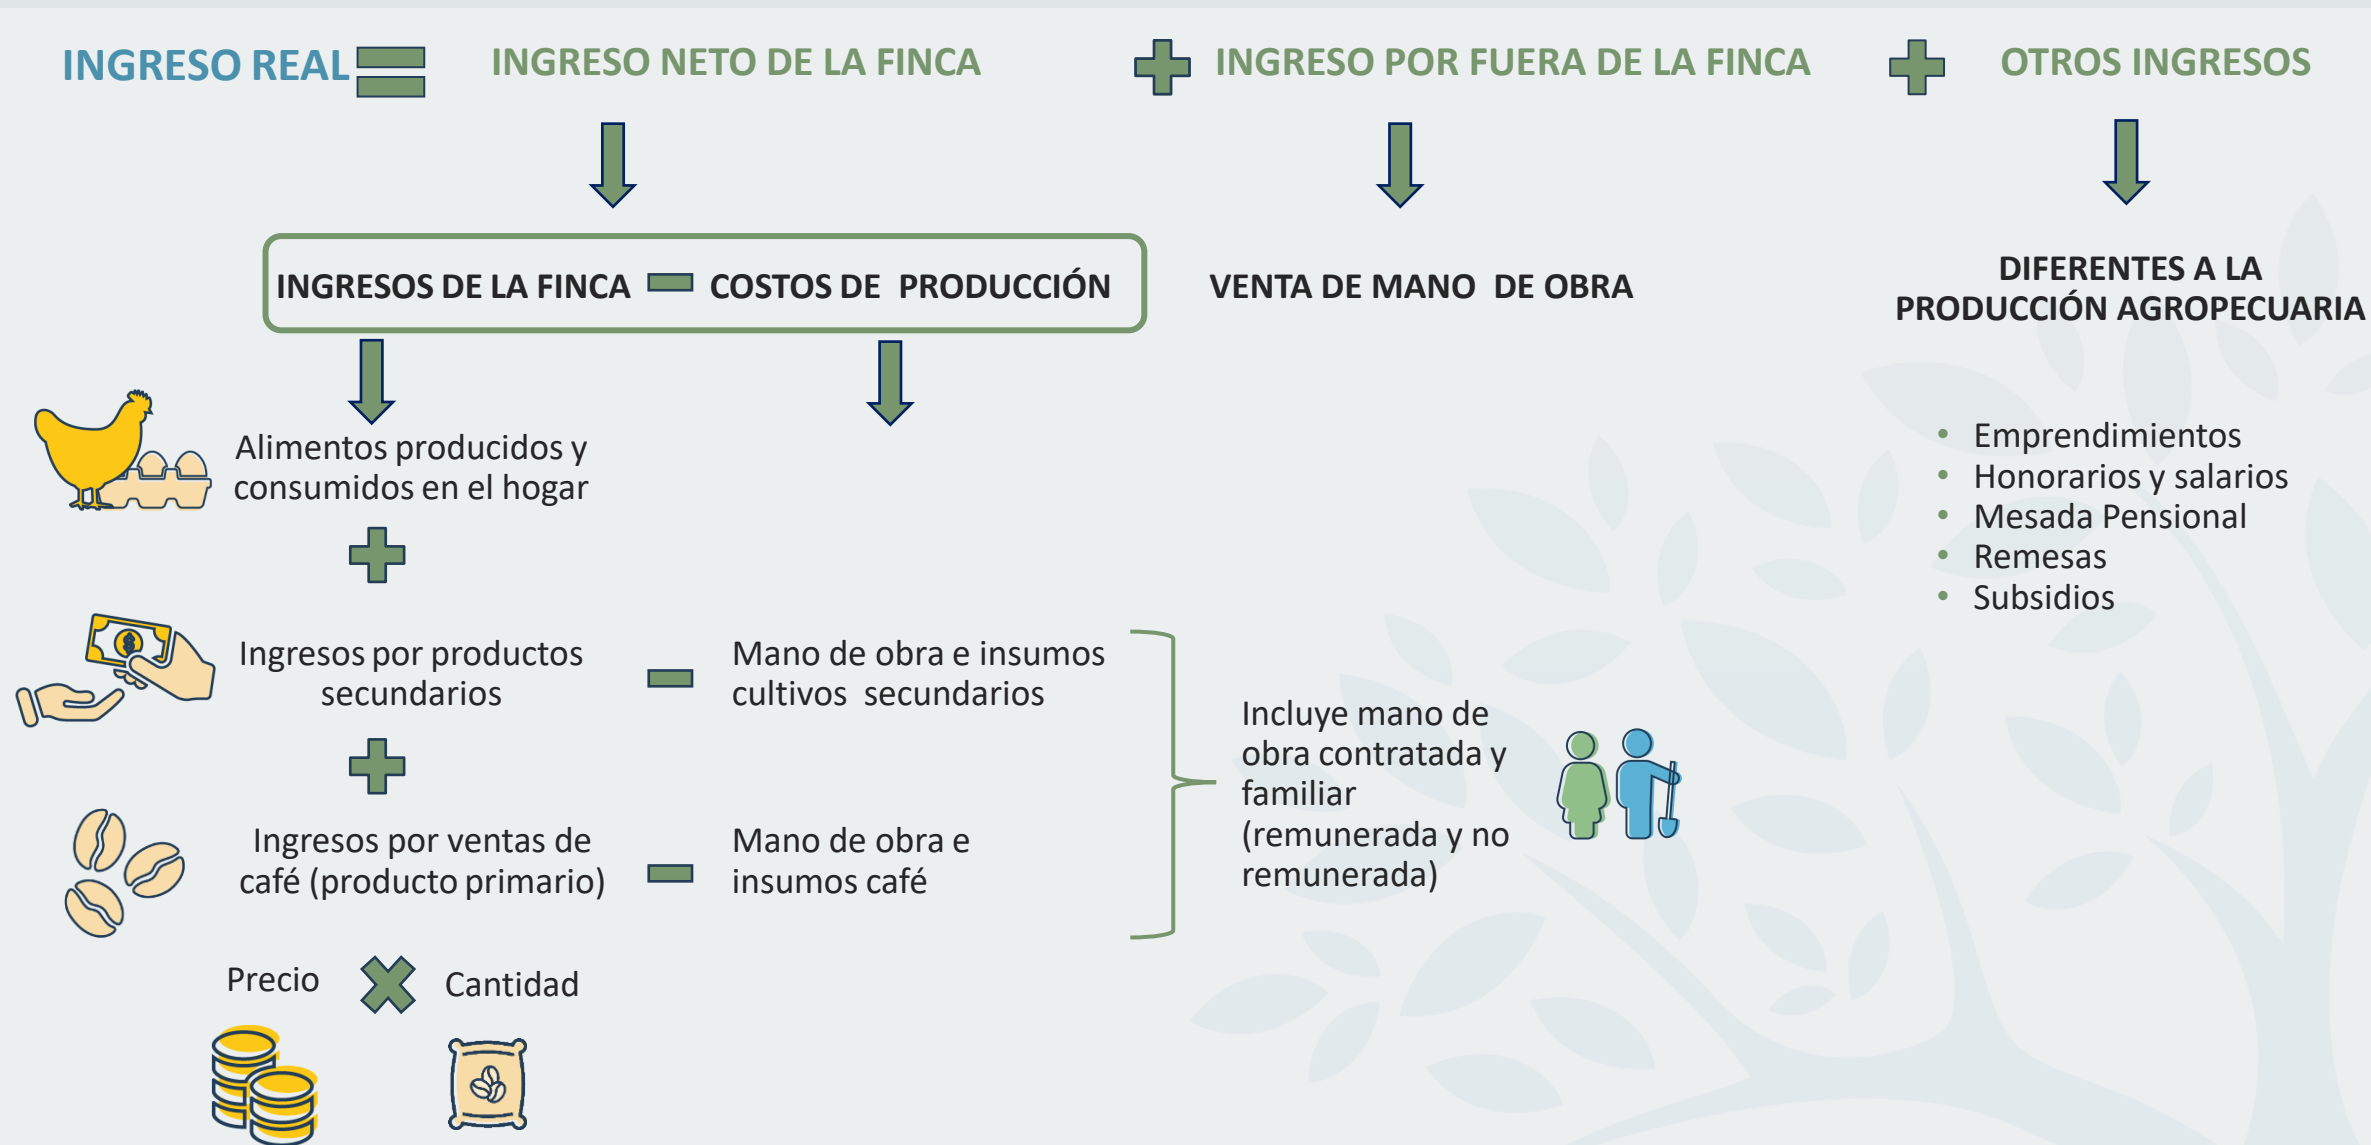 INGRESO REAL
INGRESO NETO DE LA FINCA
INGRESO POR FUERA DE LA FINCA
OTROS INGRESOS
INGRESOS DE LA FINCA
COSTOS DE PRODUCCIÓN
VENTA DE MANO DE OBRA
DIFERENTES A LA
PRODUCCIÓN AGROPECUARIA
Alimentos producidos y
consumidos en el hogar
• Emprendimientos
• Honorarios y salarios
• Mesada Pensional
• Remesas
• Subsidios
$
Ingresos por productos
secundarios
Mano de obra e insumos
cultivos secundarios
Ingresos por ventas de
café (producto primario)
Mano de obra e
insumos café
Incluye mano de
obra contratada y
familiar
(remunerada y no
remunerada)
Precio
Cantidad